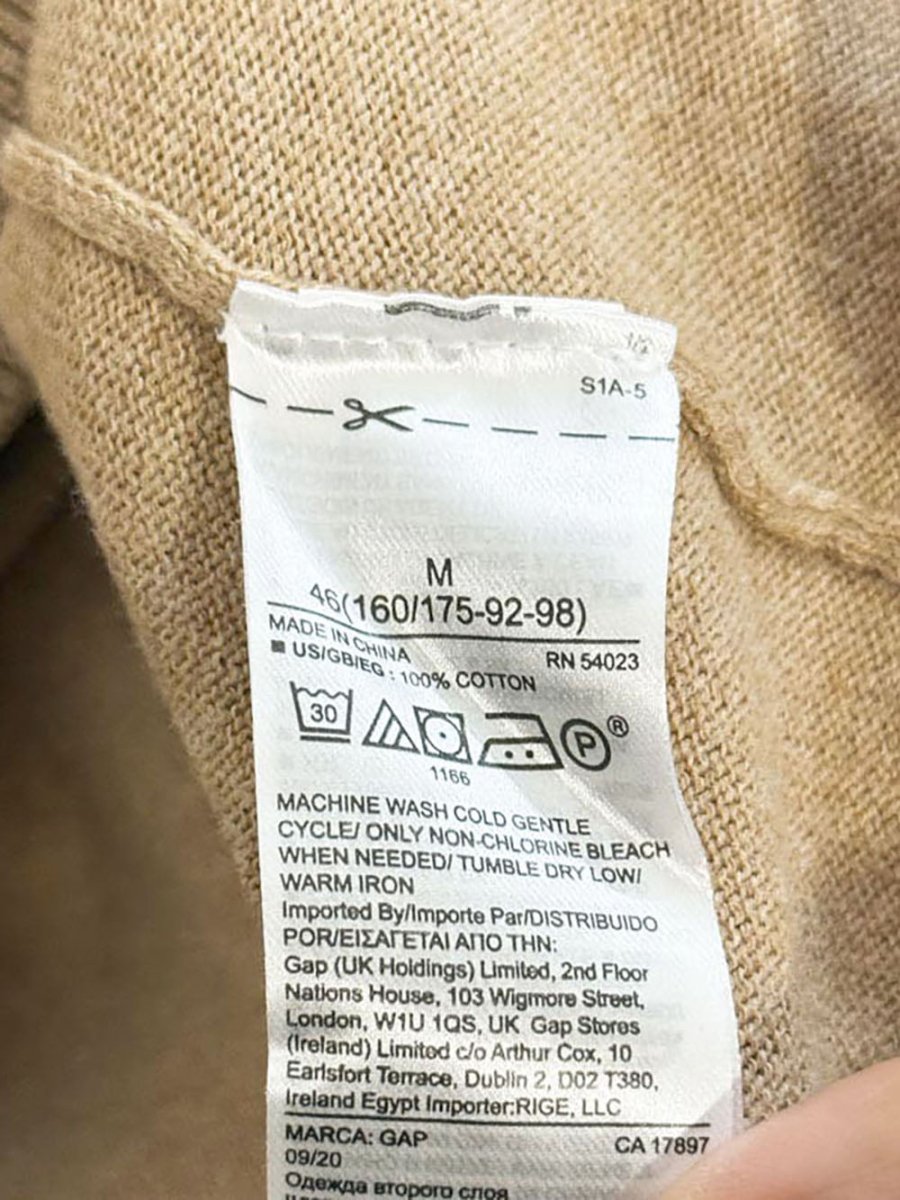 1/2
S1A-5
M
46(160/175-92-98)
MADE IN CHINA RN 54023
US/GB/EG : 100% COTTON
30
P®
1166
MACHINE WASH COLD GENTLE
CYCLE/ ONLY NON-CHLORINE BLEACH
WHEN NEEDED/ TUMBLE DRY LOW/
WARM IRON
Imported By/Importe Par/DISTRIBUIDO
POR/ΕΙΣΑΓΕΤΑΙ ΑΠΟ ΤΗΝ:
Gap (UK Holdings) Limited, 2nd Floor
Nations House, 103 Wigmore Street,
London, W1U 1QS, UK Gap Stores
(Ireland) Limited c/o Arthur Cox, 10
Earlsfort Terrace, Dublin 2, D02 T380,
Ireland Egypt Importer:RIGE, LLC
MARCA: GAP CA 17897
09/20
Одежда второго слоя